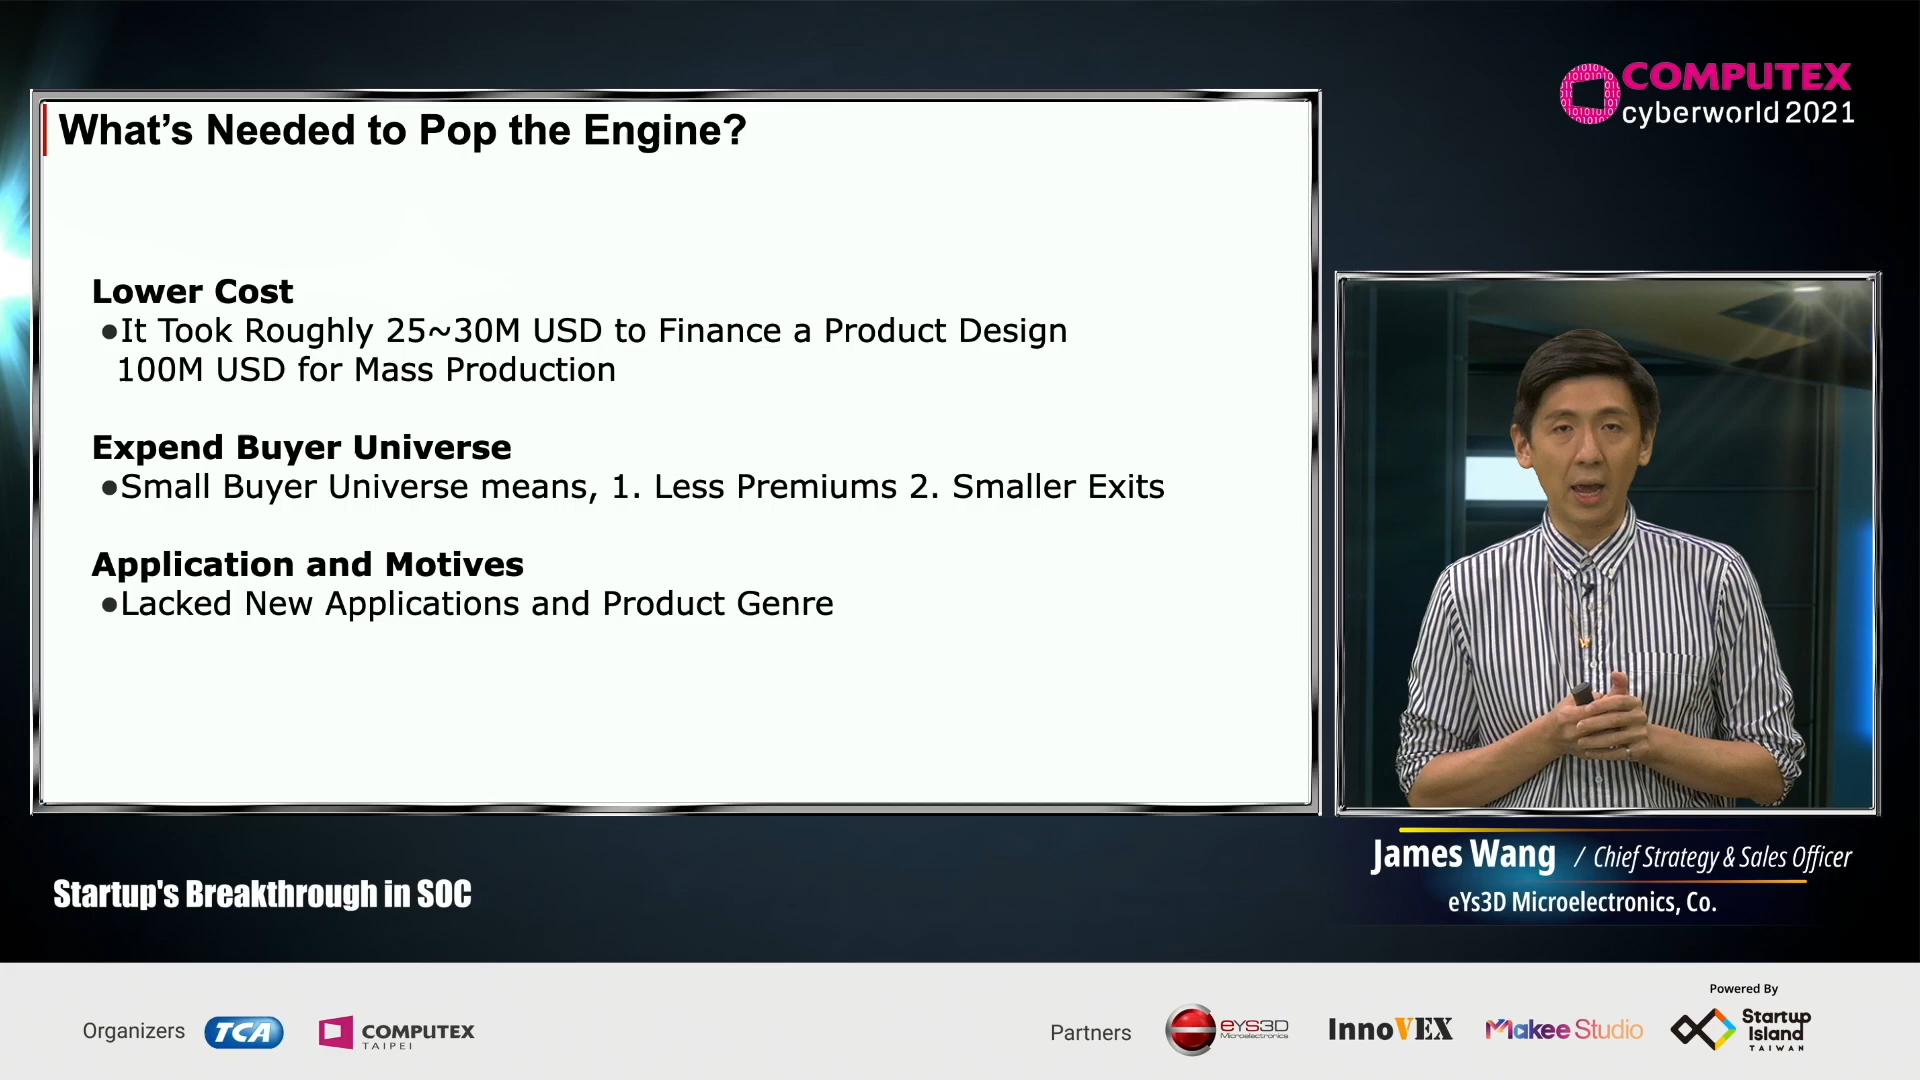 COMPUTEX
cyberworld 2021
What's Needed to Pop the Engine?
Lower Cost
●It Took Roughly 25~30M USD to Finance a Product Design
100M USD for Mass Production
Expend Buyer Universe
●Small Buyer Universe means, 1. Less Premiums 2. Smaller Exits
Application and Motives
●Lacked New Applications and Product Genre
James Wang / Chief Strategy & Sales Officer
eYs3D Microelectronics, Co.
Startup's Breakthrough in SOC
Organizers
TCA
COMPUTEX
TAIPEI
Partners
eYS3D
Microelectronics
InnoVEX
Makee Studio
Powered By
Startup
Island
TAIWAN